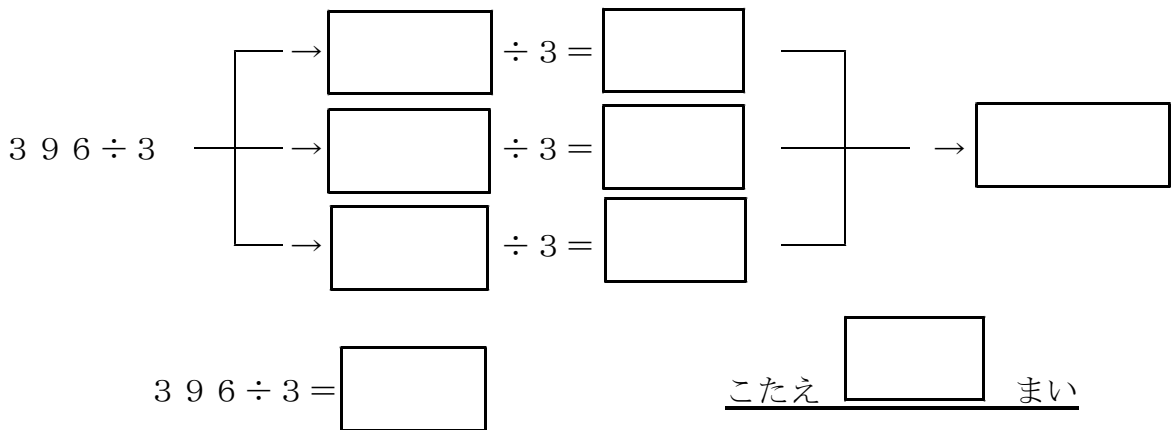 → ÷３＝
３９６÷３ → ÷３＝ →
→ ÷３＝
３９６÷３＝
こたえ まい